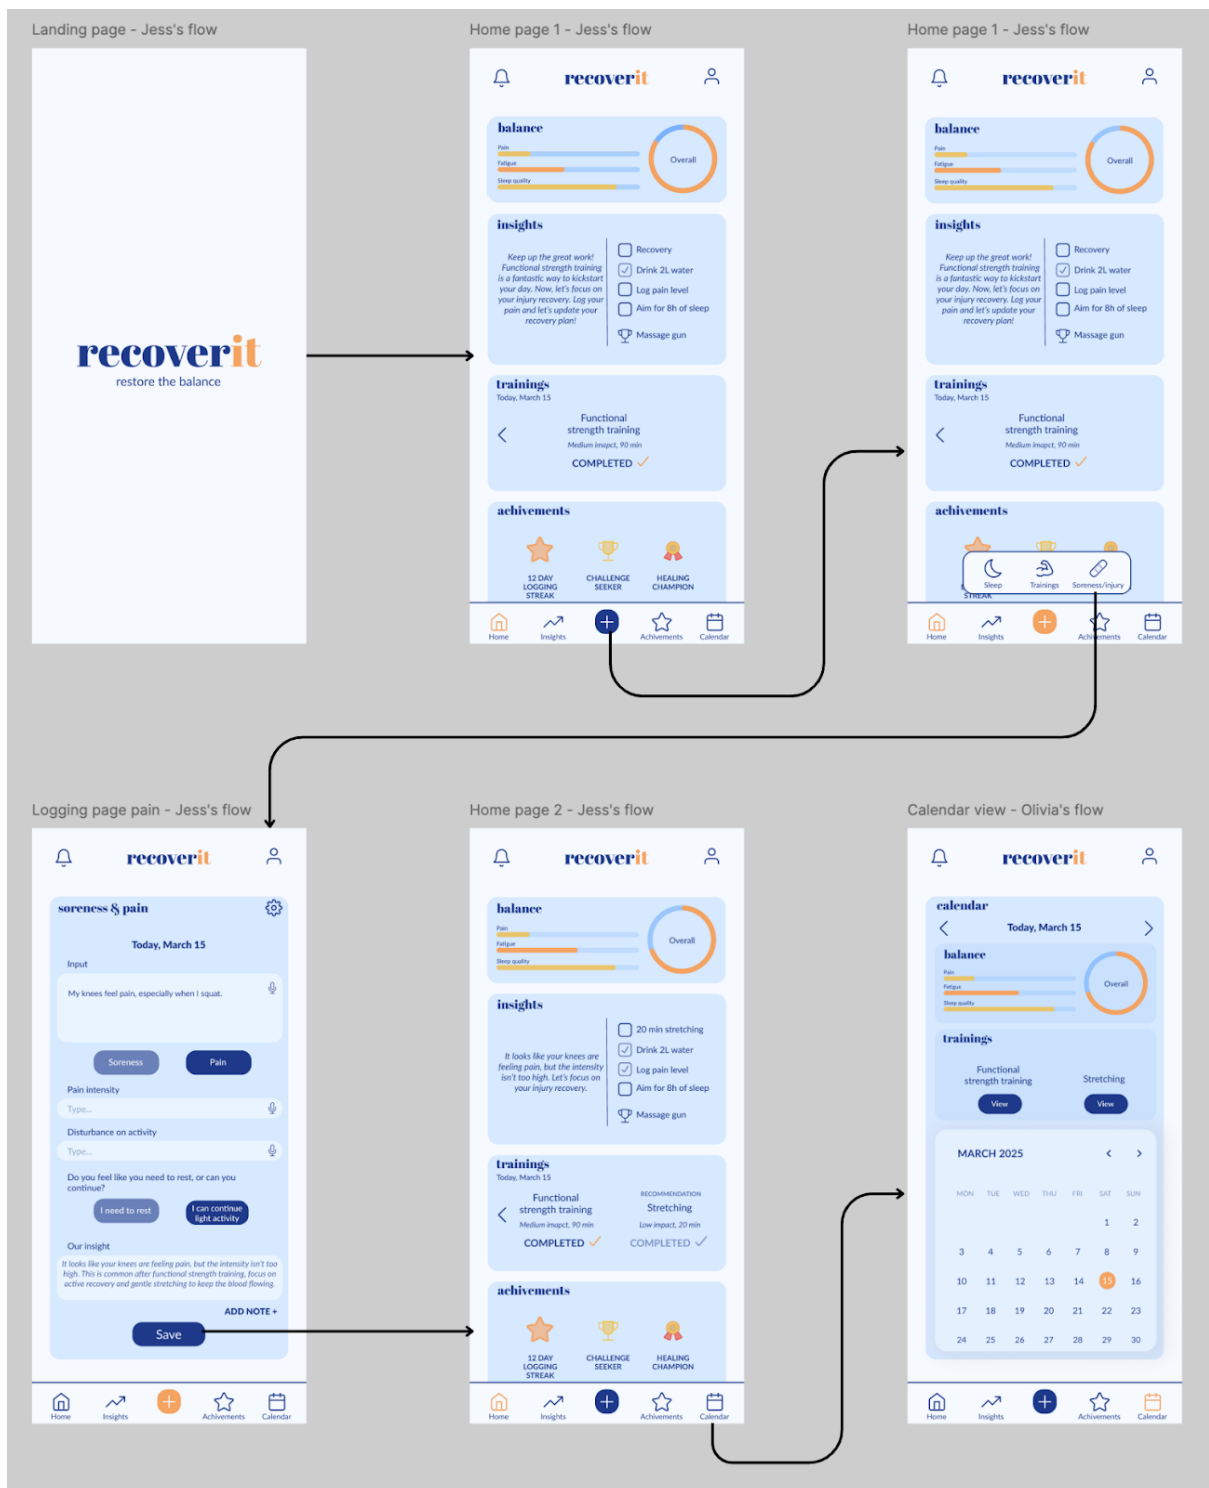 Landing page - Jess's flow
recoverit
restore the balance
Home page 1 - Jess's flow
recoverit
balance
Pain
Fatigue
Sleep quality
Overall
insights
Keep up the great work!
Functional strength training
is a fantastic way to kickstart
your day. Now, let's focus on
your injury recovery. Log your
pain and let's update your
recovery plan!
Recovery
Drink 2L water
Log pain level
Aim for 8h of sleep
Massage gun
trainings
Today, March 15
Functional
strength training
Medium imapct, 90 min
COMPLETED
achivements
12 DAY
LOGGING
STREAK
CHALLENGE
SEEKER
HEALING
CHAMPION
Home
Insights
Achivements
Calendar
Home page 1 - Jess's flow
recoverit
balance
Pain
Fatigue
Sleep quality
Overall
insights
Keep up the great work!
Functional strength training
is a fantastic way to kickstart
your day. Now, let's focus on
your injury recovery. Log your
pain and let's update your
recovery plan!
Recovery
Drink 2L water
Log pain level
Aim for 8h of sleep
Massage gun
trainings
Today, March 15
Functional
strength training
Medium imapct, 90 min
COMPLETED
achivements
Sleep
Trainings
Soreness/injury
STREAK
Home
Insights
Achivements
Calendar
Logging page pain - Jess's flow
recoverit
soreness & pain
Today, March 15
Input
My knees feel pain, especially when I squat.
Soreness
Pain
Pain intensity
Type...
Disturbance on activity
Type...
Do you feel like you need to rest, or can you
continue?
I need to rest
I can continue
light activity
Our insight
It looks like your knees are feeling pain, but the intensity isn't too
high. This is common after functional strength training, focus on
active recovery and gentle stretching to keep the blood flowing.
ADD NOTE +
Save
Home
Insights
Achivements
Calendar
Home page 2 - Jess's flow
recoverit
balance
Pain
Fatigue
Sleep quality
Overall
insights
It looks like your knees are
feeling pain, but the intensity
isn't too high. Let's focus on
your injury recovery.
20 min stretching
Drink 2L water
Log pain level
Aim for 8h of sleep
Massage gun
trainings
Today, March 15
Functional
strength training
Medium imapct, 90 min
COMPLETED
RECOMMENDATION
Stretching
Low impact, 20 min
COMPLETED
achivements
12 DAY
LOGGING
STREAK
CHALLENGE
SEEKER
HEALING
CHAMPION
Home
Insights
Achivements
Calendar
Calendar view - Olivia's flow
recoverit
calendar
Today, March 15
balance
Pain
Fatigue
Sleep quality
Overall
trainings
Functional
strength training
View
Stretching
View
MARCH 2025
MON TUE WED THU FRI SAT SUN
1 2
3 4 5 6 7 8 9
10 11 12 13 14 15 16
17 18 19 20 21 22 23
24 25 26 27 28 29 30
Home
Insights
Achivements
Calendar